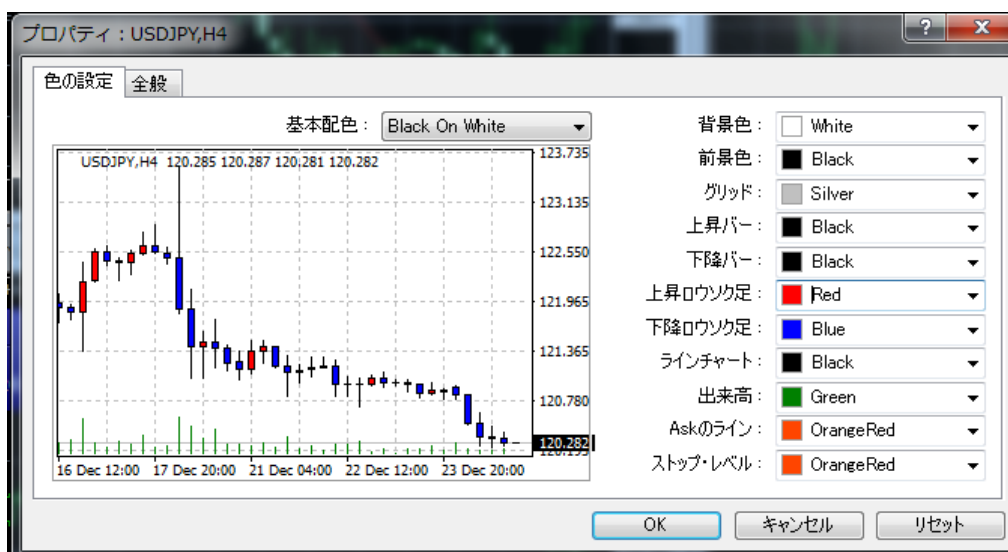 プロパティ：USDJPY,H4
色の設定 全般
基本配色： Black On White
USDJPY,H4 120.285 120.287 120.281 120.282
123.735
123.135
122.550
121.965
121.365
120.780
120.282
120.195
16 Dec 12:00 17 Dec 20:00 21 Dec 04:00 22 Dec 12:00 23 Dec 20:00
背景色： White
前景色： Black
グリッド： Silver
上昇バー： Black
下降バー： Black
上昇ロウソク足： Red
下降ロウソク足： Blue
ラインチャート： Black
出来高： Green
Askのライン： OrangeRed
ストップ・レベル： OrangeRed
OK キャンセル リセット